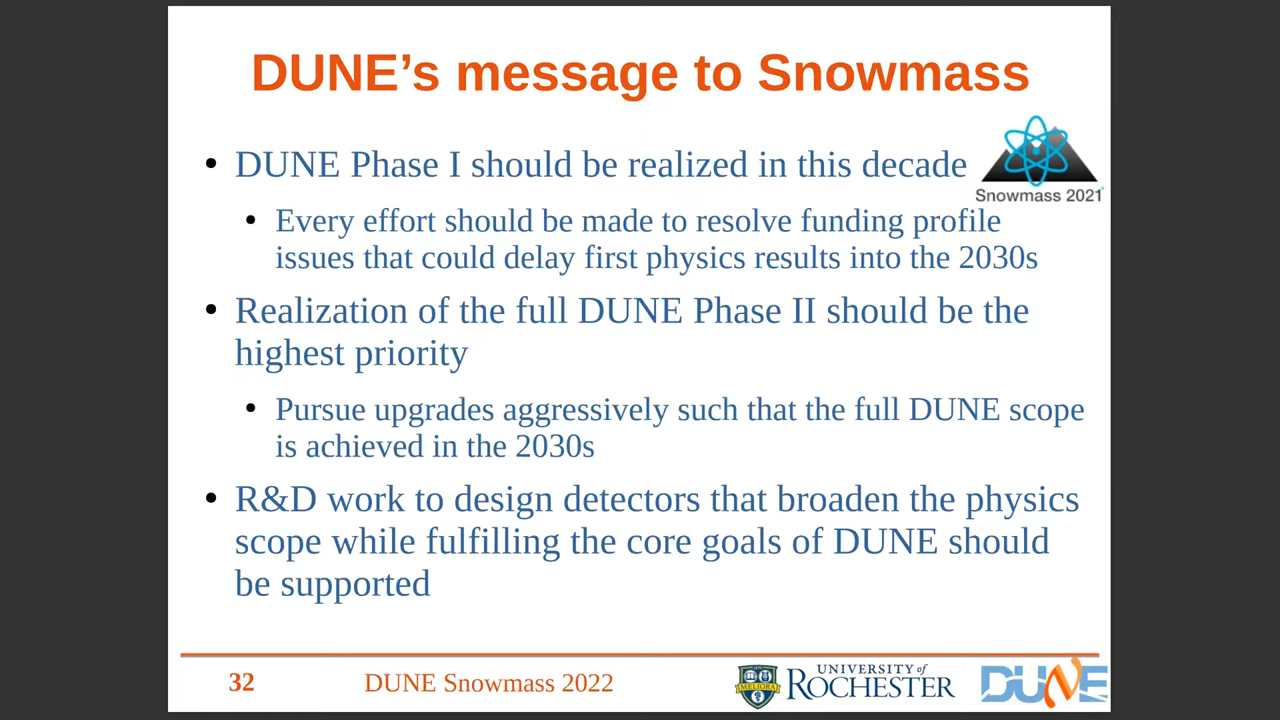 DUNE’s message to Snowmass
• DUNE Phase I should be realized in this decade
Snowmass 2021
• Every effort should be made to resolve funding profile
issues that could delay first physics results into the 2030s
• Realization of the full DUNE Phase II should be the
highest priority
• Pursue upgrades aggressively such that the full DUNE scope
is achieved in the 2030s
• R&D work to design detectors that broaden the physics
scope while fulfilling the core goals of DUNE should
be supported
32
DUNE Snowmass 2022
MELIORA
UNIVERSITY of
ROCHESTER
DUNE